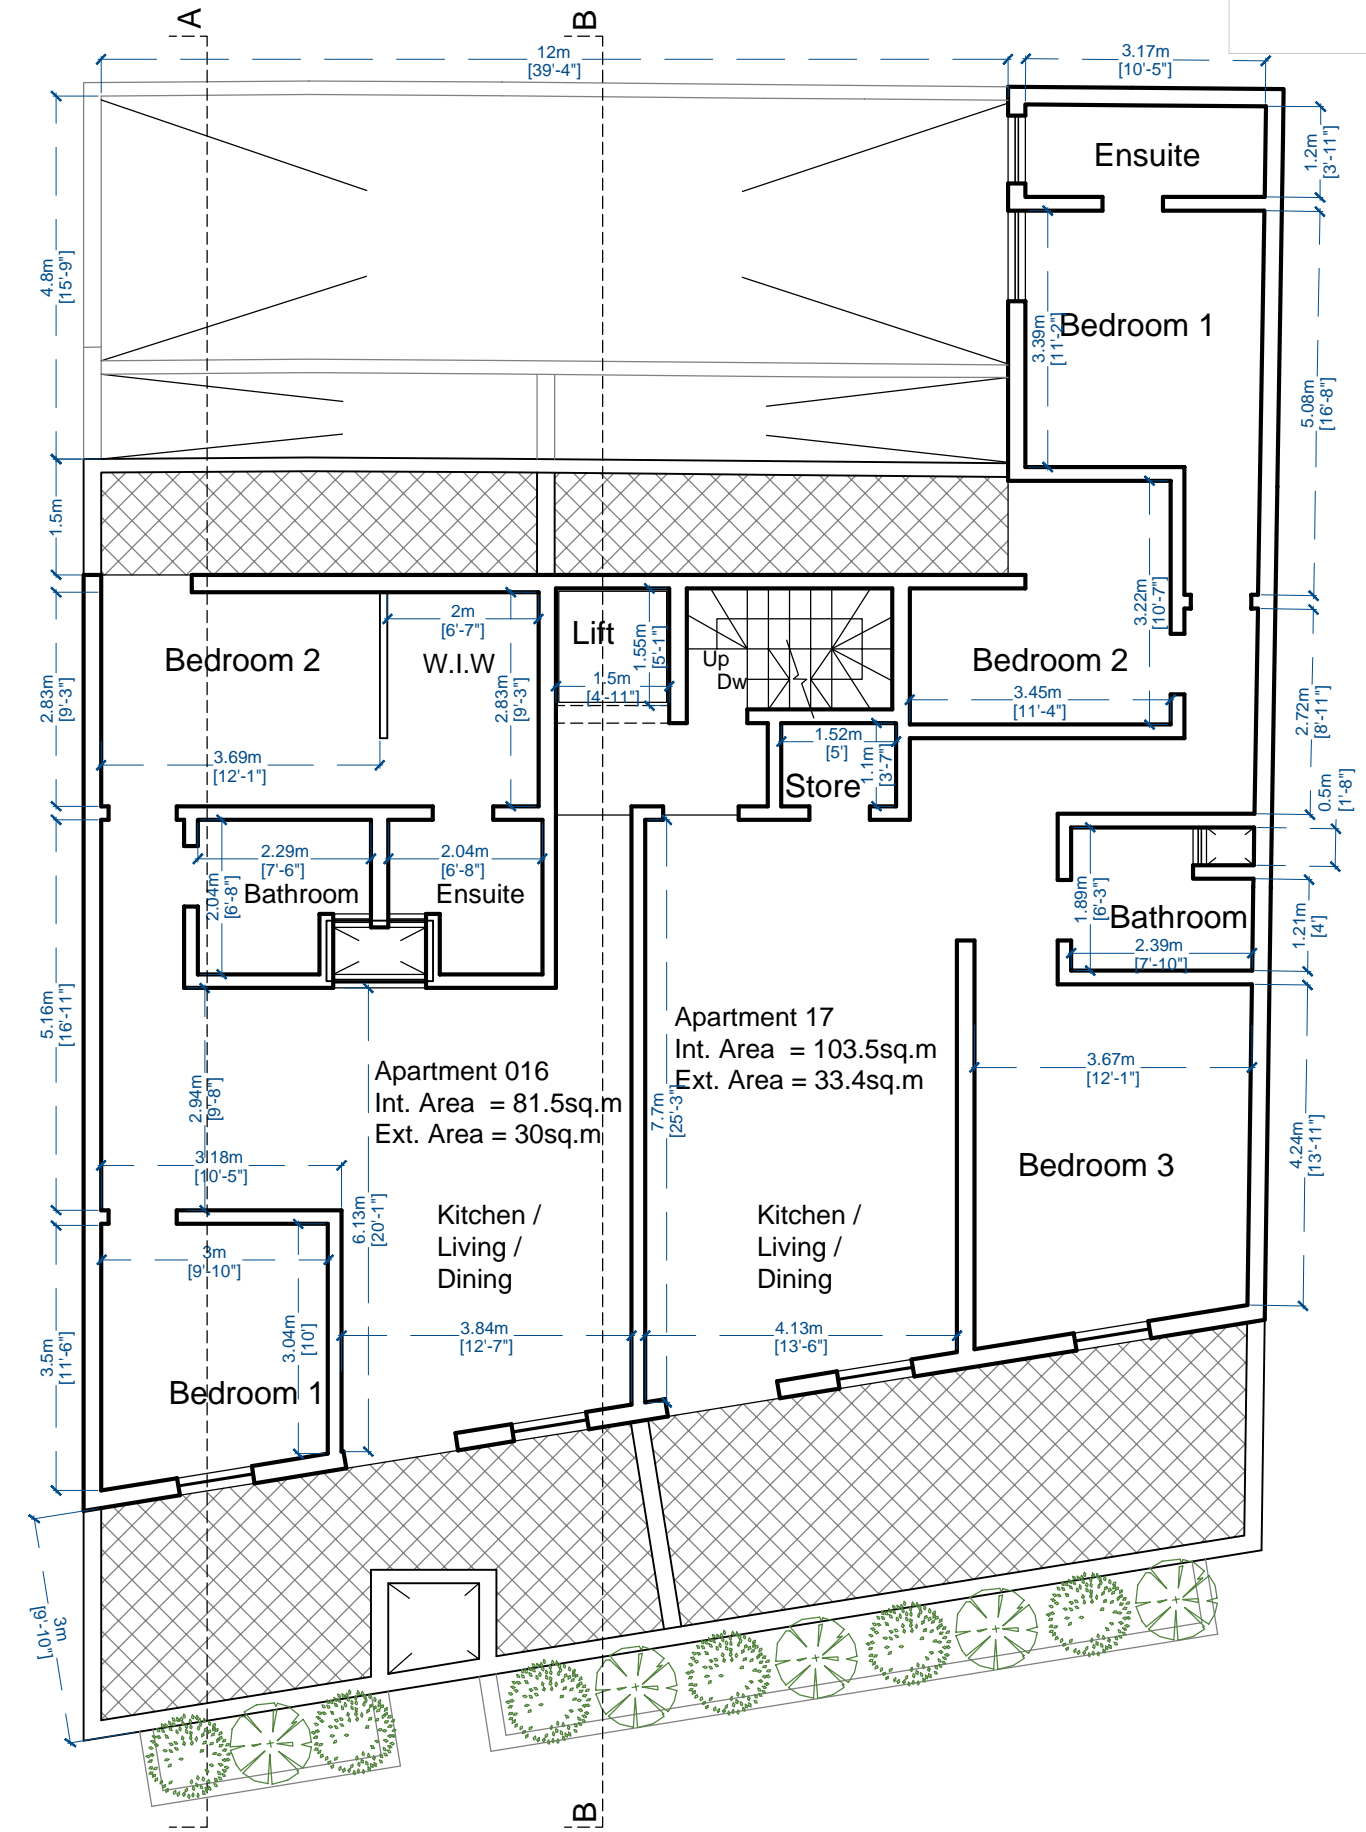 A
B
12m
[39'-4"]
3.17m
[10'-5"]
Ensuite
1.2m
[3'-11"]
4.8m
[15'-9"]
Bedroom 1
3.39m
[11'-2"]
5.08m
[16'-8"]
1.5m
Bedroom 2
2m
[6'-7"]
W.I.W
2.83m
[9'-3"]
2.83m
[9'-3"]
3.69m
[12'-1"]
Lift
1.55m
[5'-1"]
1.5m
[4'-11"]
Up
Dw
Bedroom 2
3.22m
[10'-7"]
3.45m
[11'-4"]
2.72m
[8'-11"]
1.52m
[5']
Store
1.1m
[3'-7"]
0.5m
[1'-8"]
2.29m
[7'-6"]
Bathroom
2.04m
[6'-8"]
2.04m
[6'-8"]
Ensuite
1.89m
[6'-3"]
Bathroom
2.39m
[7'-10"]
1.21m
[4']
5.16m
[16'-11"]
2.94m
[9'-8"]
Apartment 016
Int. Area = 81.5sq.m
Ext. Area = 30sq.m
Apartment 17
Int. Area = 103.5sq.m
Ext. Area = 33.4sq.m
7.7m
[25'-3"]
3.67m
[12'-1"]
Bedroom 3
4.24m
[13'-11"]
3.18m
[10'-5"]
6.13m
[20'-1"]
Kitchen /
Living /
Dining
Kitchen /
Living /
Dining
3m
[9'-10"]
3.04m
[10']
3.84m
[12'-7"]
4.13m
[13'-6"]
3.5m
[11'-6"]
Bedroom 1
3m
[9'-10"]
B